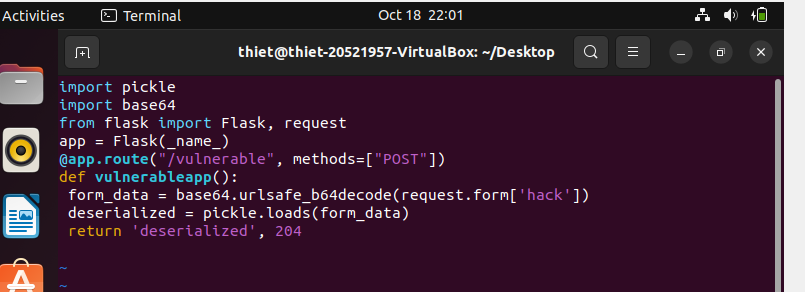 Activities Terminal Oct 18 22:01
thiet@thiet-20521957-VirtualBox: ~/Desktop
import pickle
import base64
from flask import Flask, request
app = Flask(_name_)
@app.route("/vulnerable", methods=["POST"])
def vulnerableapp():
 form_data = base64.urlsafe_b64decode(request.form['hack'])
 deserialized = pickle.loads(form_data)
 return 'deserialized', 204
~
~